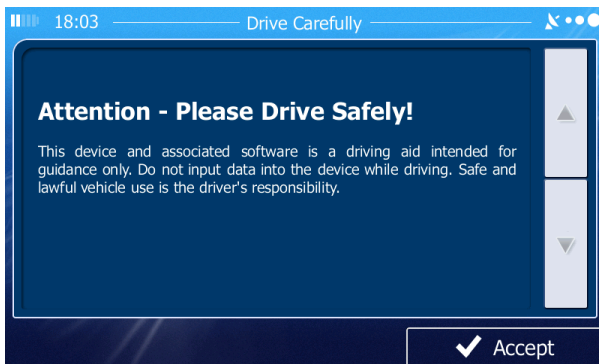 18:03 Drive Carefully
Attention - Please Drive Safely!
This device and associated software is a driving aid intended for
guidance only. Do not input data into the device while driving. Safe and
lawful vehicle use is the driver's responsibility.
Accept